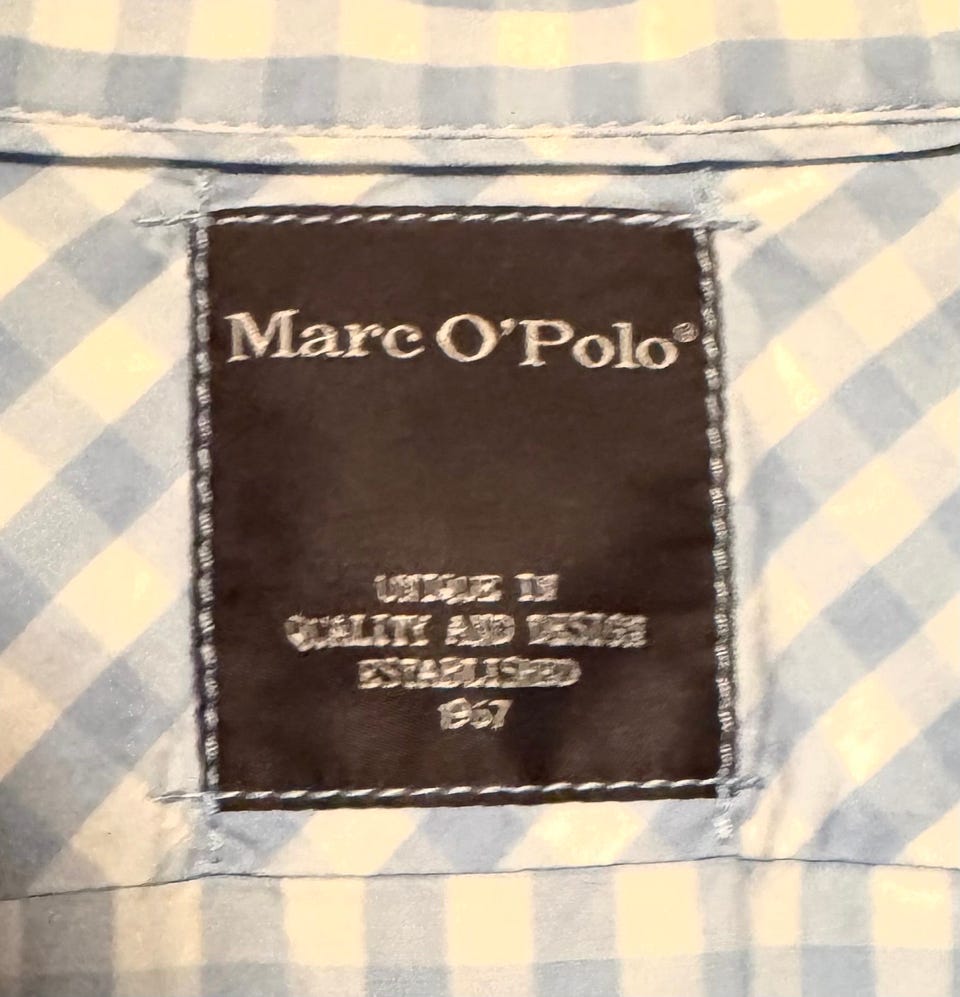 Marc O'Polo®
UNIQUE IN
QUALITY AND DESIGN
ESTABLISHED
1967